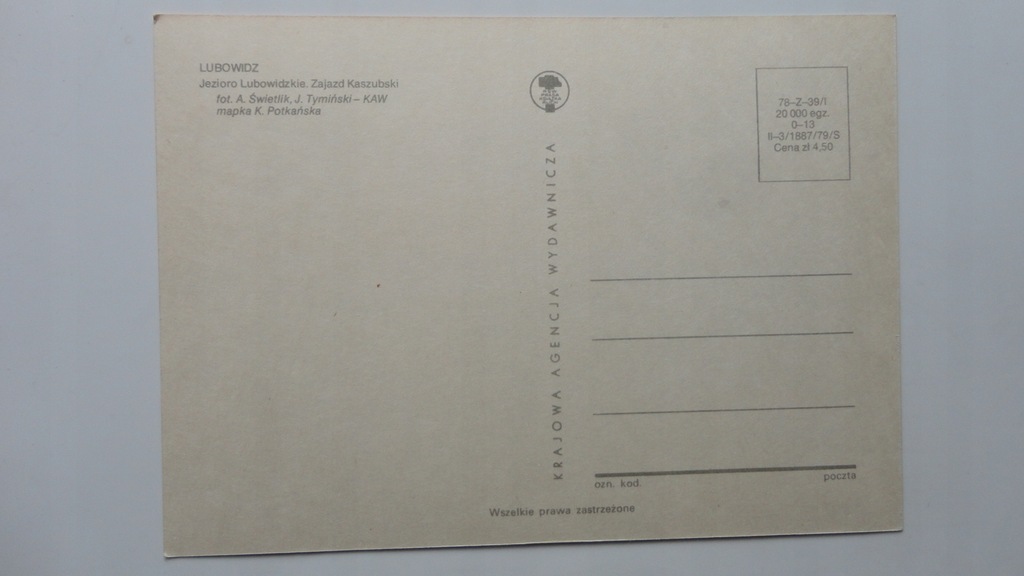 LUBOWIDZ
Jezioro Lubowidzkie. Zajazd Kaszubski
fot. A. Świetlik, J. Tymiński – KAW
mapka K. Potkańska
KRAJOWA AGENCJA WYDAWNICZA
78–Z–39/I
20 000 egz.
0–13
II–3/1887/79/S
Cena zł 4,50
ozn. kod.
poczta
Wszelkie prawa zastrzeżone